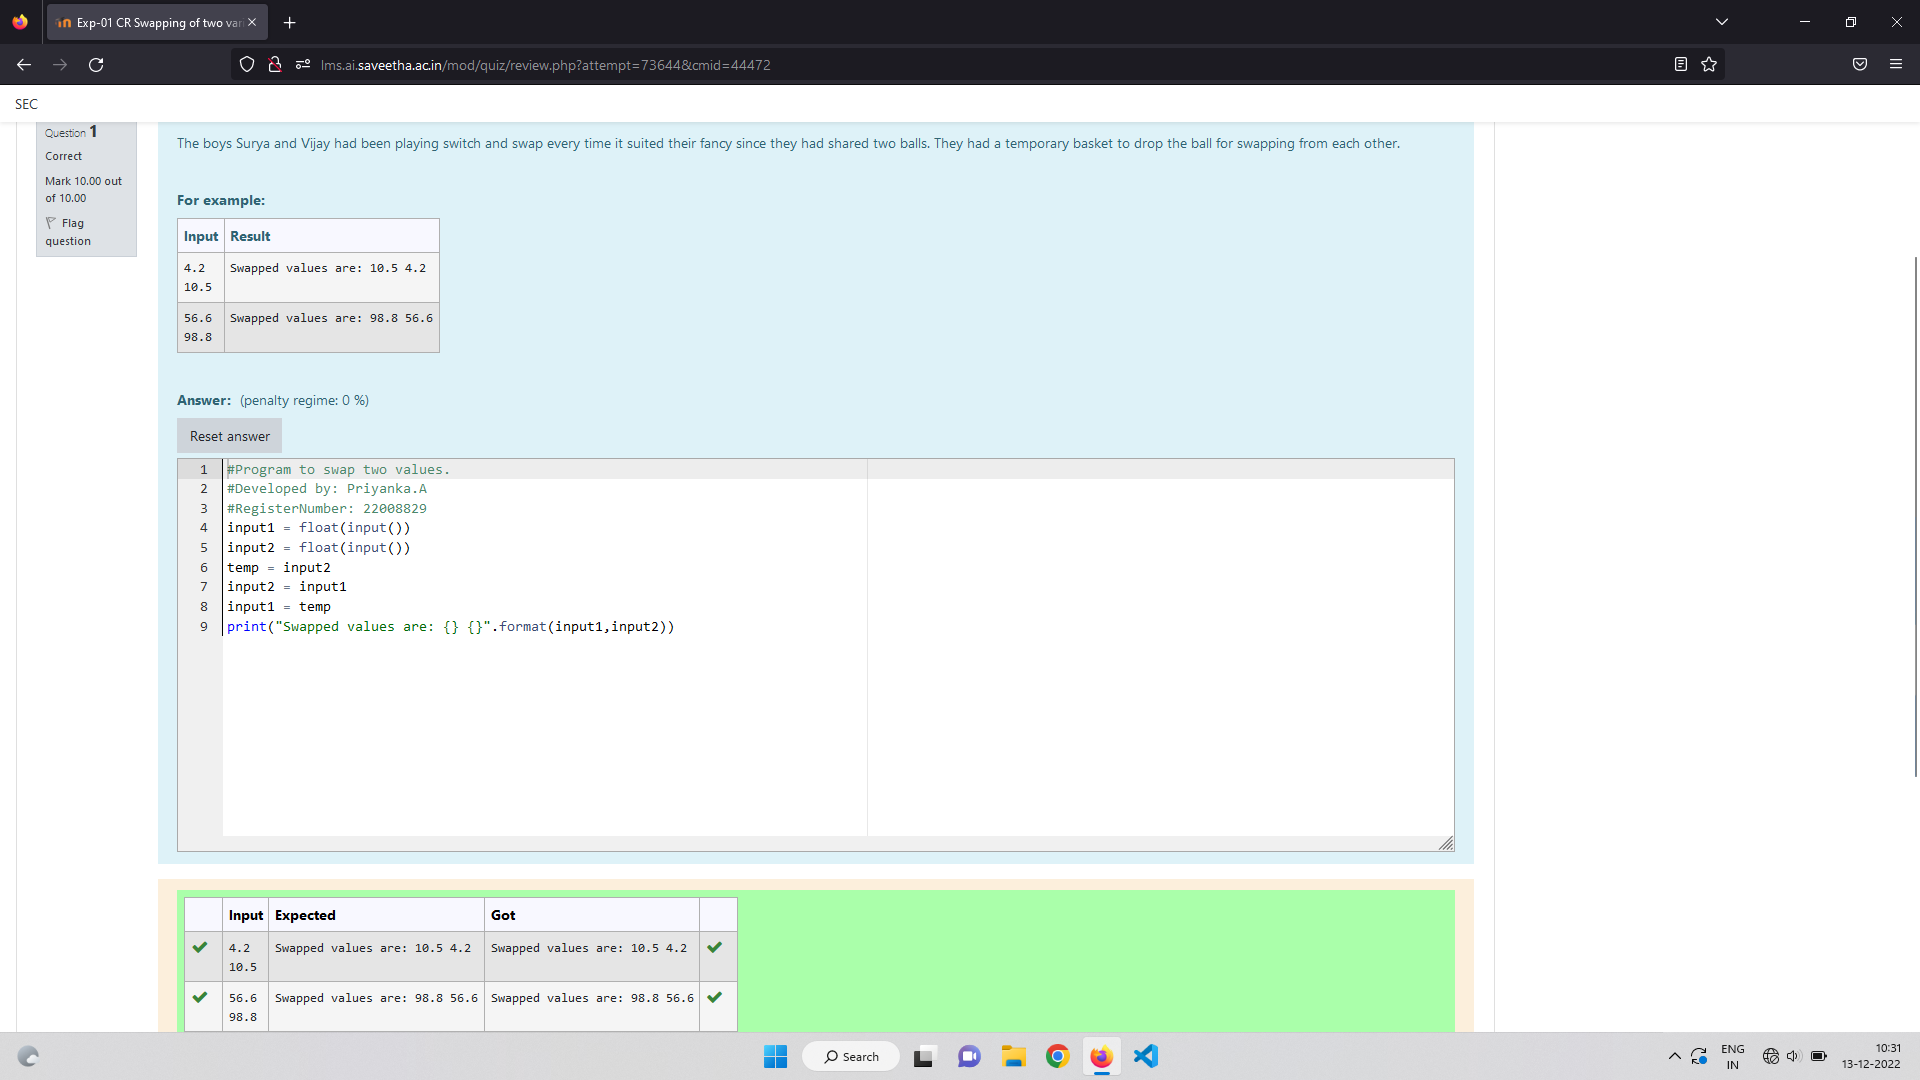 Exp-01 CR Swapping of two var
lms.ai.saveetha.ac.in/mod/quiz/review.php?attempt=73644&cmid=44472
SEC
Question 1
Correct
Mark 10.00 out
of 10.00
Flag
question
The boys Surya and Vijay had been playing switch and swap every time it suited their fancy since they had shared two balls. They had a temporary basket to drop the ball for swapping from each other.
For example:
Input Result
4.2 Swapped values are: 10.5 4.2
10.5
56.6 Swapped values are: 98.8 56.6
98.8
Answer: (penalty regime: 0 %)
Reset answer
1 #Program to swap two values.
2 #Developed by: Priyanka.A
3 #RegisterNumber: 22008829
4 input1 = float(input())
5 input2 = float(input())
6 temp = input2
7 input2 = input1
8 input1 = temp
9 print("Swapped values are: {} {}".format(input1,input2))
Input Expected Got
4.2 Swapped values are: 10.5 4.2 Swapped values are: 10.5 4.2
10.5
56.6 Swapped values are: 98.8 56.6 Swapped values are: 98.8 56.6
98.8
Search
ENG
IN
10:31
13-12-2022